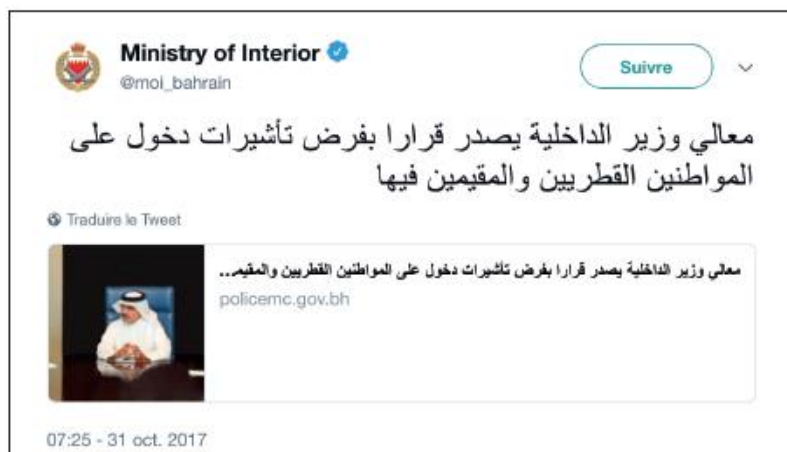 Ministry of Interior
@moi_bahrain
Suivre
معالي وزير الداخلية يصدر قرارا بفرض تأشيرات دخول على
المواطنين القطريين والمقيمين فيها
Traduire le Tweet
معالي وزير الداخلية يصدر قرارا بفرض تأشيرات دخول على المواطنين القطريين والمقيمـ...
policemc.gov.bh
07:25 - 31 oct. 2017